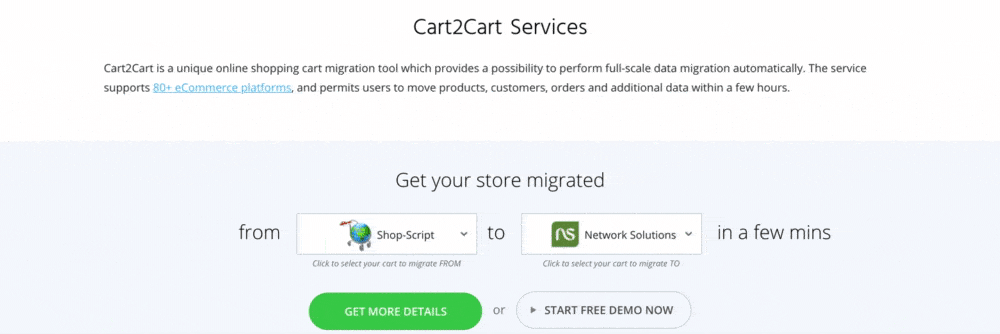 Cart2Cart Services
Cart2Cart is a unique online shopping cart migration tool which provides a possibility to perform full-scale data migration automatically. The service
supports 80+ eCommerce platforms, and permits users to move products, customers, orders and additional data within a few hours.
Get your store migrated
from Shop-Script to ns Network Solutions in a few mins
Click to select your cart to migrate FROM Click to select your cart to migrate TO
GET MORE DETAILS or START FREE DEMO NOW